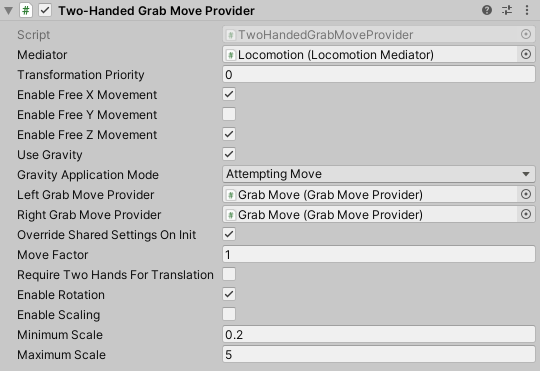 Two-Handed Grab Move Provider
Script TwoHandedGrabMoveProvider
Mediator Locomotion (Locomotion Mediator)
Transformation Priority 0
Enable Free X Movement
Enable Free Y Movement
Enable Free Z Movement
Use Gravity
Gravity Application Mode Attempting Move
Left Grab Move Provider Grab Move (Grab Move Provider)
Right Grab Move Provider Grab Move (Grab Move Provider)
Override Shared Settings On Init
Move Factor 1
Require Two Hands For Translation
Enable Rotation
Enable Scaling
Minimum Scale 0.2
Maximum Scale 5